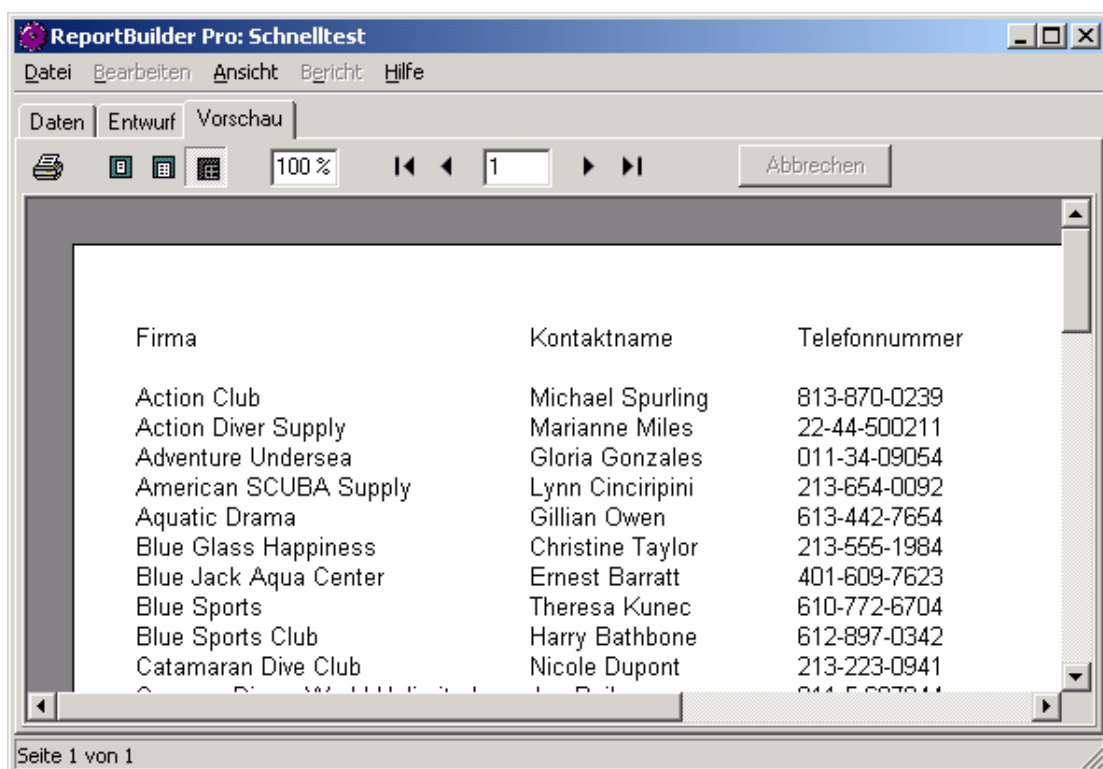 ReportBuilder Pro: Schnelltest
Datei Bearbeiten Ansicht Bericht Hilfe
Daten Entwurf Vorschau
100 % 1 Abbrechen
Firma Kontaktname Telefonnummer
Action Club Michael Spurling 813-870-0239
Action Diver Supply Marianne Miles 22-44-500211
Adventure Undersea Gloria Gonzales 011-34-09054
American SCUBA Supply Lynn Cinciripini 213-654-0092
Aquatic Drama Gillian Owen 613-442-7654
Blue Glass Happiness Christine Taylor 213-555-1984
Blue Jack Aqua Center Ernest Barratt 401-609-7623
Blue Sports Theresa Kunec 610-772-6704
Blue Sports Club Harry Bathbone 612-897-0342
Catamaran Dive Club Nicole Dupont 213-223-0941
Seite 1 von 1